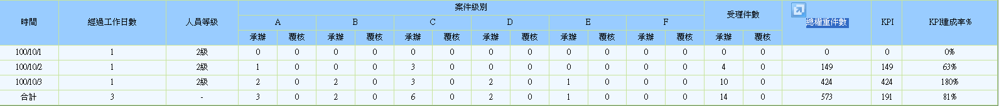 時間 經過工作日數 人員等級 案件級別 受理件數 總權重件數 KPI KPI達成率%
A B C D E F
承辦 覆核 承辦 覆核 承辦 覆核 承辦 覆核 承辦 覆核 承辦 覆核 承辦 覆核
100/10/1 1 2級 0 0 0 0 0 0 0 0 0 0 0 0 0 0 0 0 0%
100/10/2 1 2級 1 0 0 0 3 0 0 0 0 0 0 0 4 0 149 149 63%
100/10/3 1 2級 2 0 2 0 3 0 2 0 1 0 0 0 10 0 424 424 180%
合計 3 - 3 0 2 0 6 0 2 0 1 0 0 0 14 0 573 191 81%